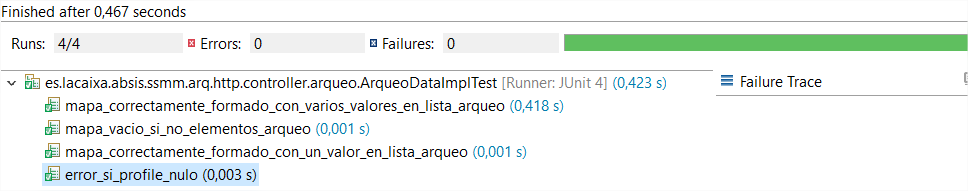 Finished after 0,467 seconds
Runs: 4/4 Errors: 0 Failures: 0
es.lacaixa.absis.ssmm.arq.http.controller.arqueo.ArqueoDataImplTest [Runner: JUnit 4] (0,423 s)
Failure Trace
mapa_correctamente_formado_con_varios_valores_en_lista_arqueo (0,418 s)
mapa_vacio_si_no_elementos_arqueo (0,001 s)
mapa_correctamente_formado_con_un_valor_en_lista_arqueo (0,001 s)
error_si_profile_nulo (0,003 s)